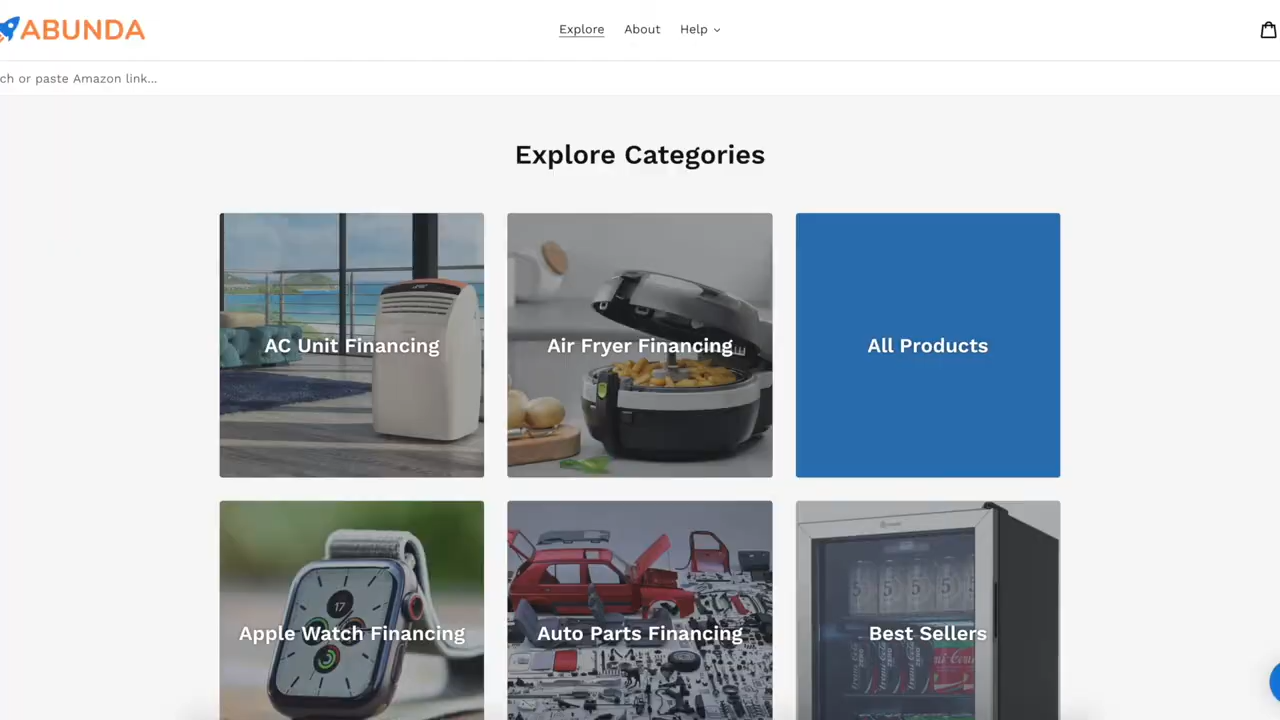 ABUNDA
Explore About Help
ch or paste Amazon link...
Explore Categories
AC Unit Financing
Air Fryer Financing
All Products
Apple Watch Financing
Auto Parts Financing
Best Sellers
17